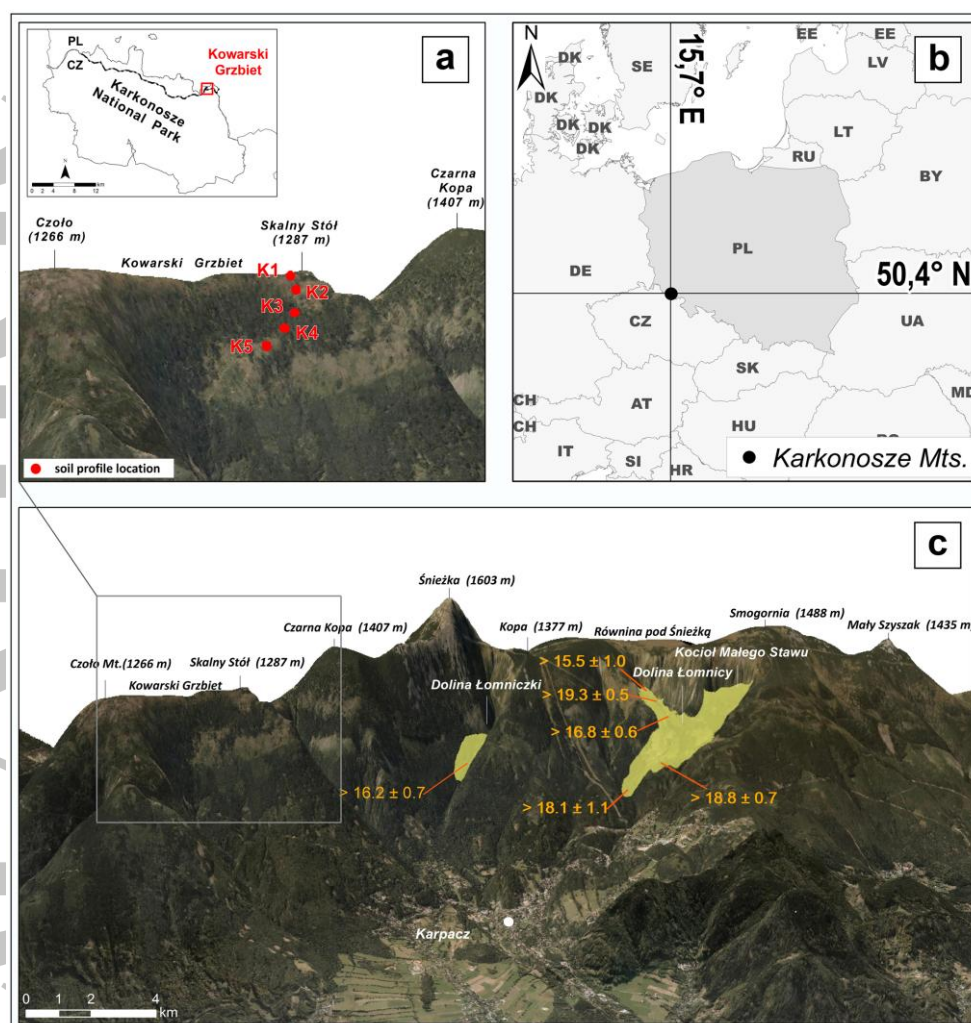 a
PL
CZ
Kowarski
Grzbiet
Karkonosze
National Park
N
0 2 4 8 12
km
Czarna
Kopa
(1407 m)
Czoło
(1266 m)
Skalny Stół
(1287 m)
Kowarski Grzbiet
K1
K2
K3
K4
K5
soil profile location
b
N
15,7° E
EE
EE
DK
SE
LV
DK
DK
DK
DK
LT
RU
BY
PL
DE
50,4° N
CZ
UA
SK
CH
AT
MD
CH
HU
IT
SI
HR
Karkonosze Mts.
c
Śnieżka (1603 m)
Smogornia (1488 m)
Czarna Kopa (1407 m)
Kopa (1377 m)
Równina pod Śnieżką
Mały Szyszak (1435 m)
Kocioł Małego Stawu
Czoło Mt.(1266 m)
Skalny Stół (1287 m)
Kowarski Grzbiet
Dolina Łomniczki
Dolina Łomnicy
> 15.5 ± 1.0
> 19.3 ± 0.5
> 16.8 ± 0.6
> 16.2 ± 0.7
> 18.1 ± 1.1
> 18.8 ± 0.7
Karpacz
0 1 2 4
km